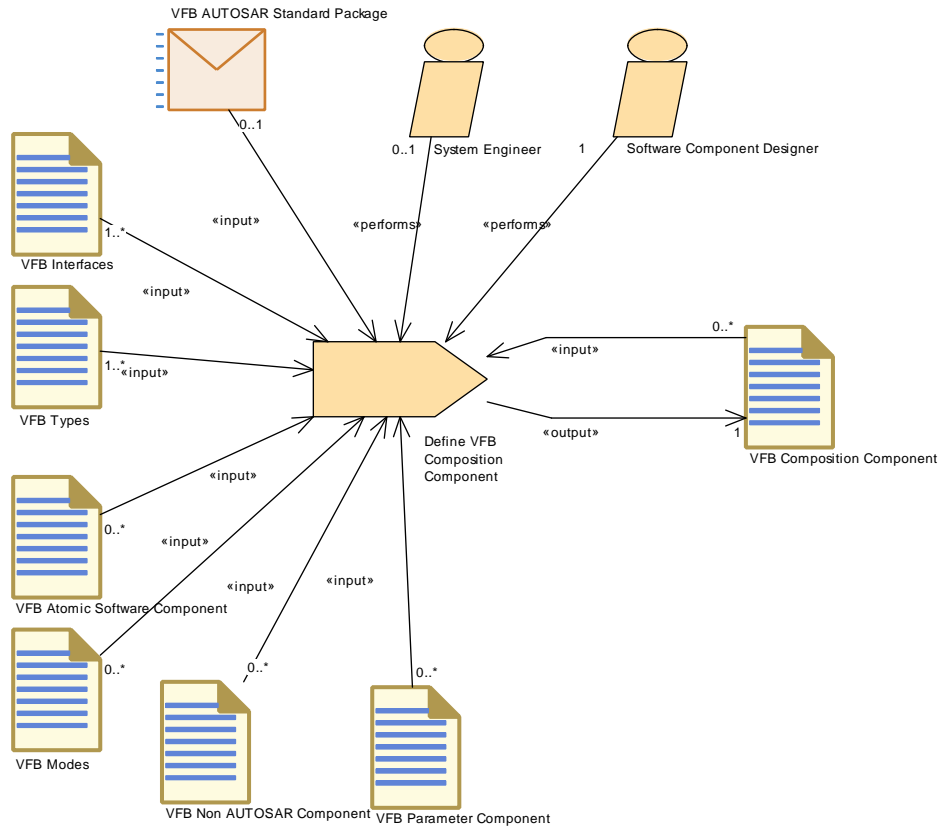 VFB AUTOSAR Standard Package
0..1
0..1
System Engineer
1
Software Component Designer
1..*
VFB Interfaces
«input»
«performs»
«performs»
«input»
1..*
«input»
VFB Types
0..*
«input»
«output»
1
VFB Composition Component
Define VFB
Composition
Component
«input»
0..*
VFB Atomic Software Component
«input»
«input»
«input»
0..*
VFB Modes
0..*
VFB Non AUTOSAR Component
0..*
VFB Parameter Component